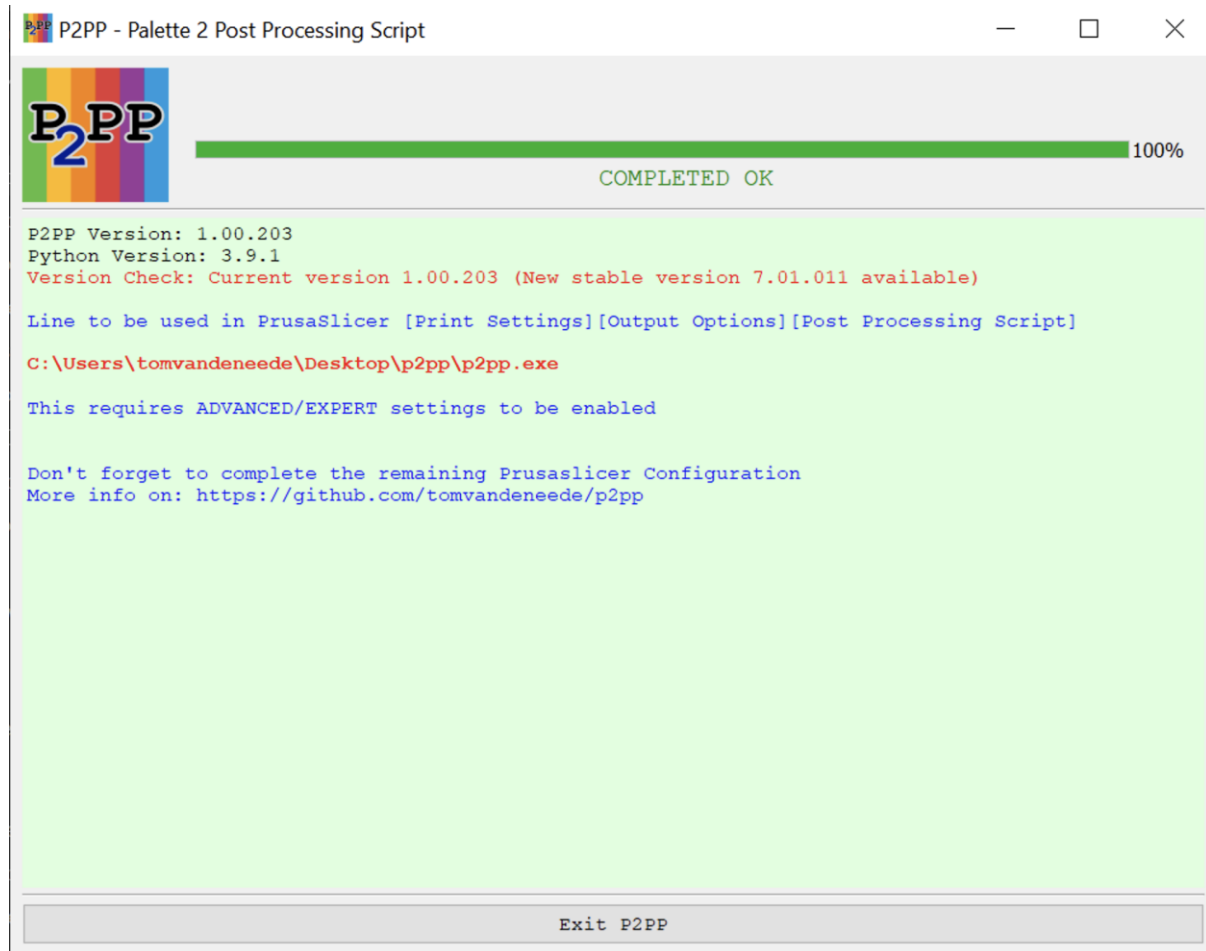 P2PP P2PP - Palette 2 Post Processing Script
P2PP
100%
COMPLETED OK
P2PP Version: 1.00.203
Python Version: 3.9.1
Version Check: Current version 1.00.203 (New stable version 7.01.011 available)
Line to be used in PrusaSlicer [Print Settings][Output Options][Post Processing Script]
C:\Users\tomvandeneede\Desktop\p2pp\p2pp.exe
This requires ADVANCED/EXPERT settings to be enabled
Don't forget to complete the remaining Prusaslicer Configuration
More info on: https://github.com/tomvandeneede/p2pp
Exit P2PP